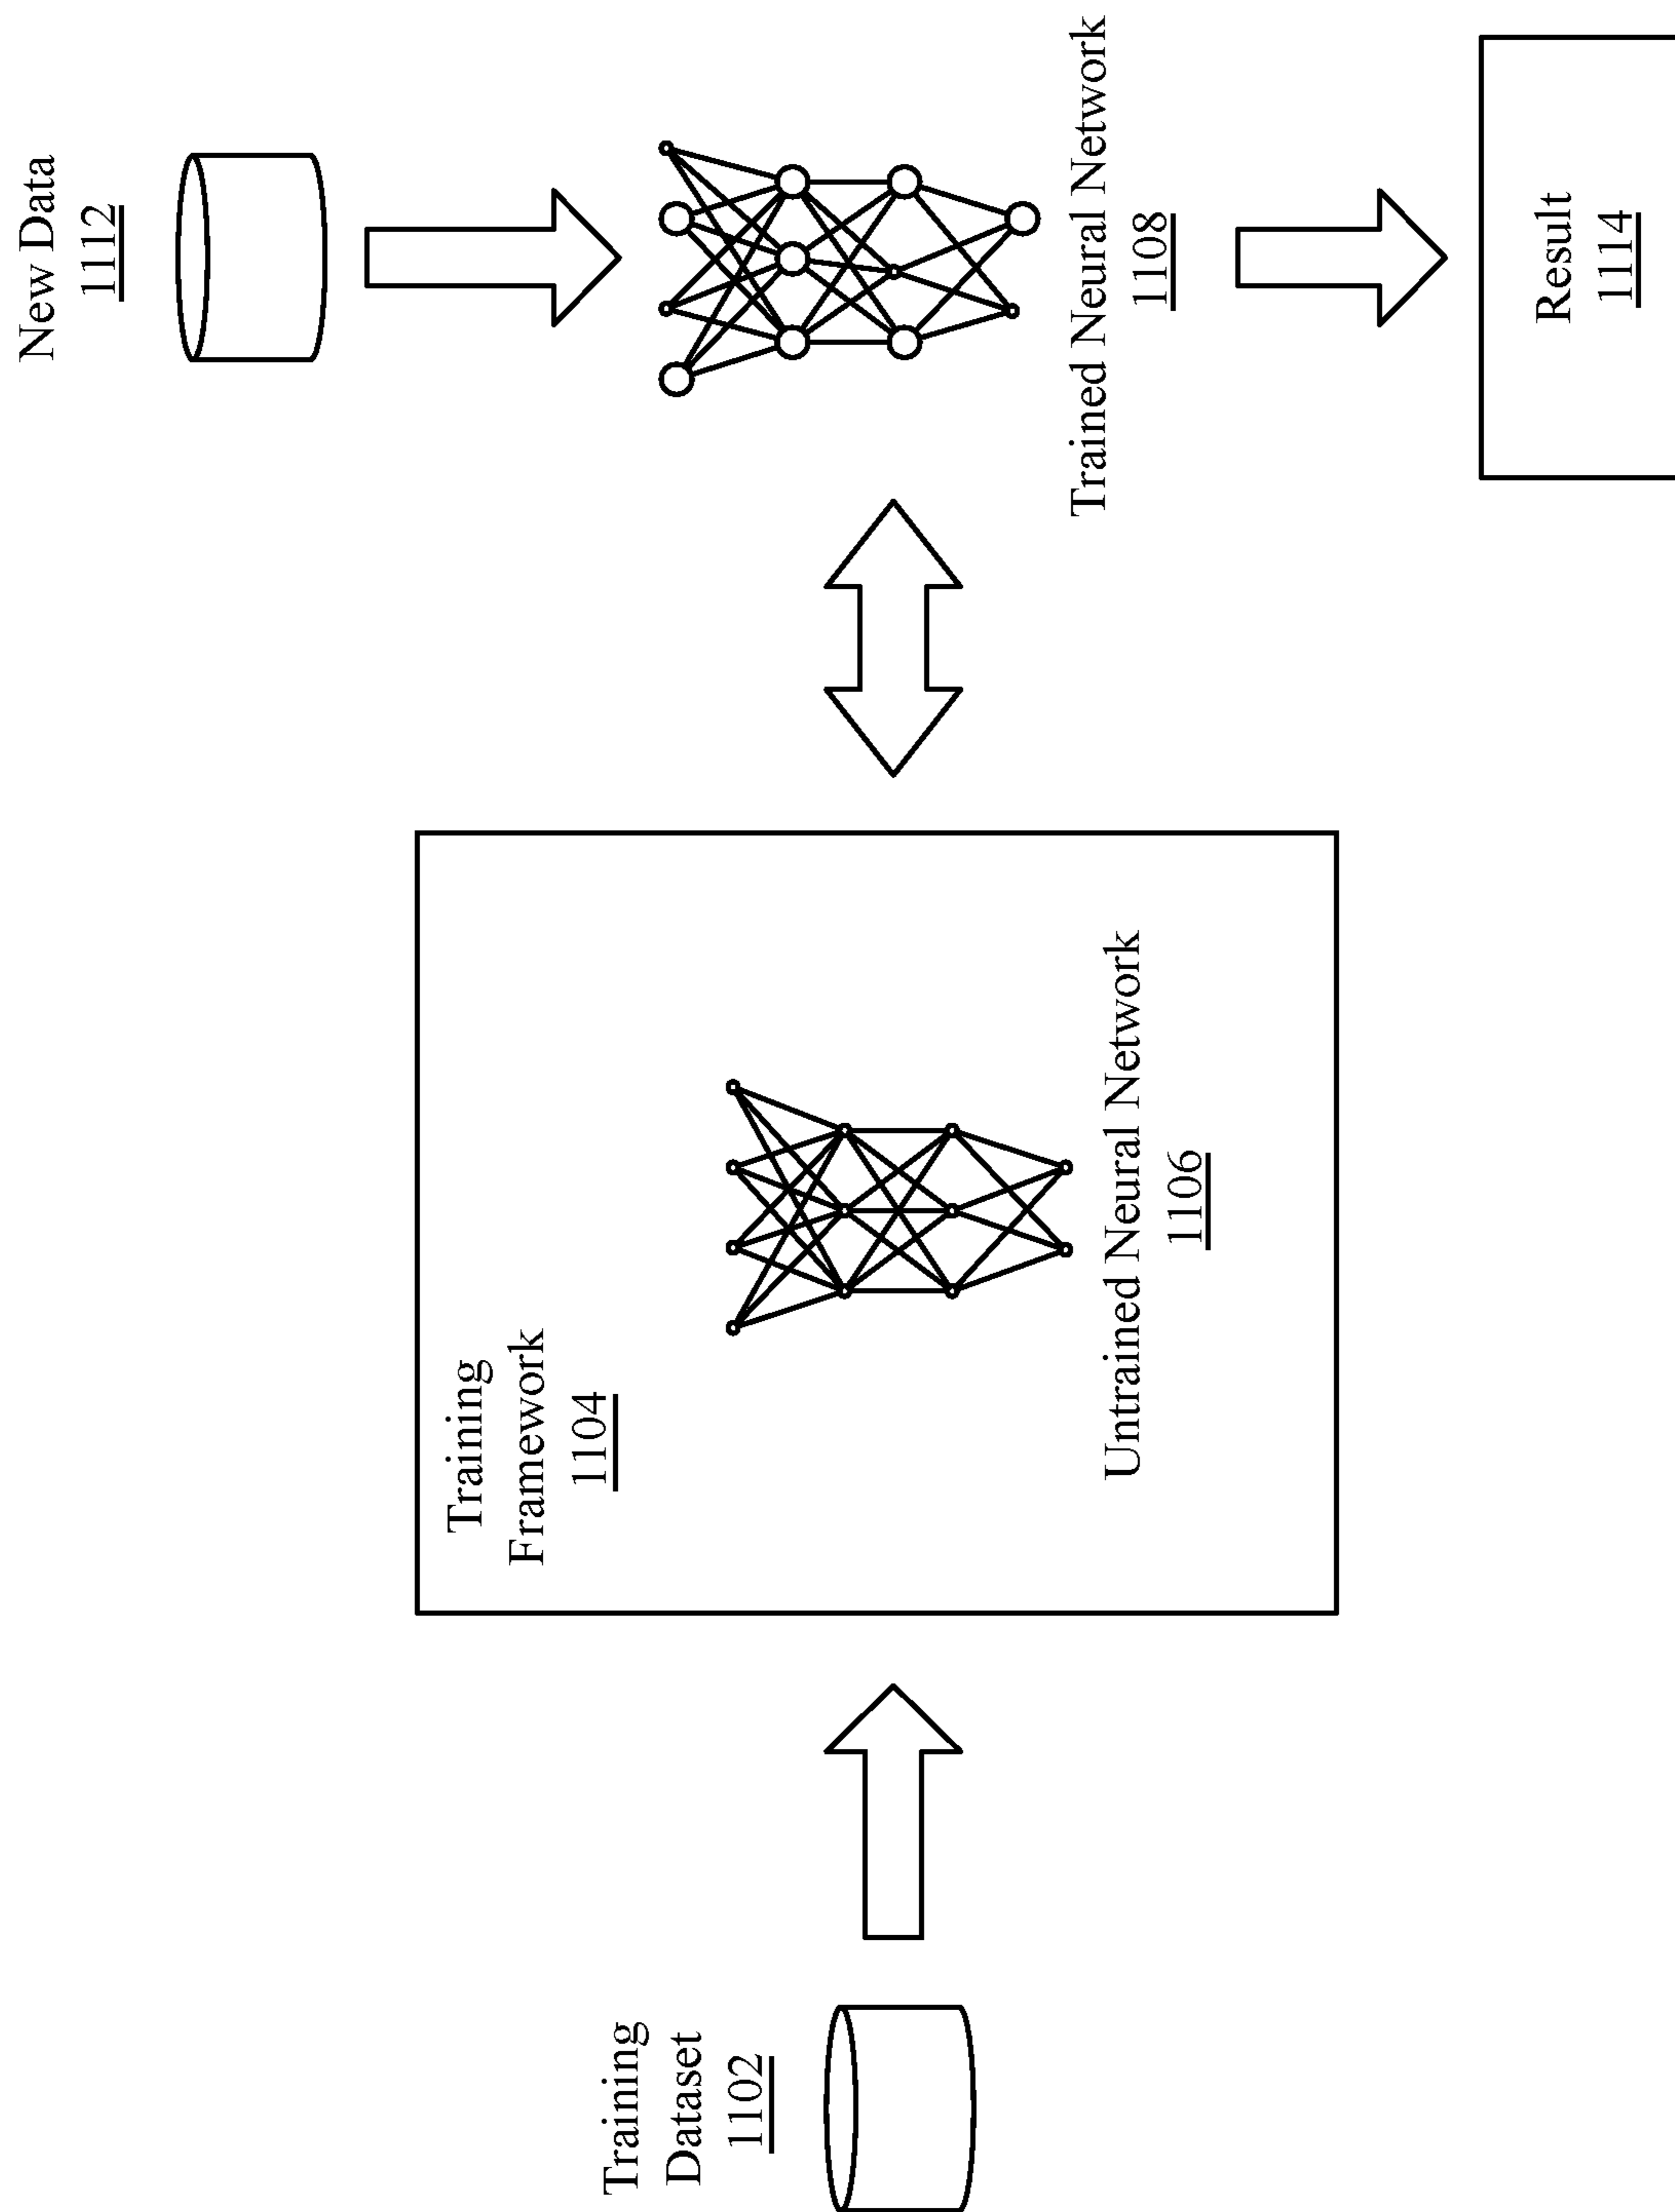 Training
Dataset
1102
Training
Framework
1104
Untrained Neural Network
1106
New Data
1112
Trained Neural Network
1108
Result
1114